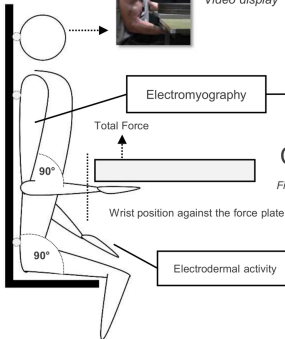 Video display
Electromyography
Total Force
90°
Wrist position against the force plate
90°
Electrodermal activity